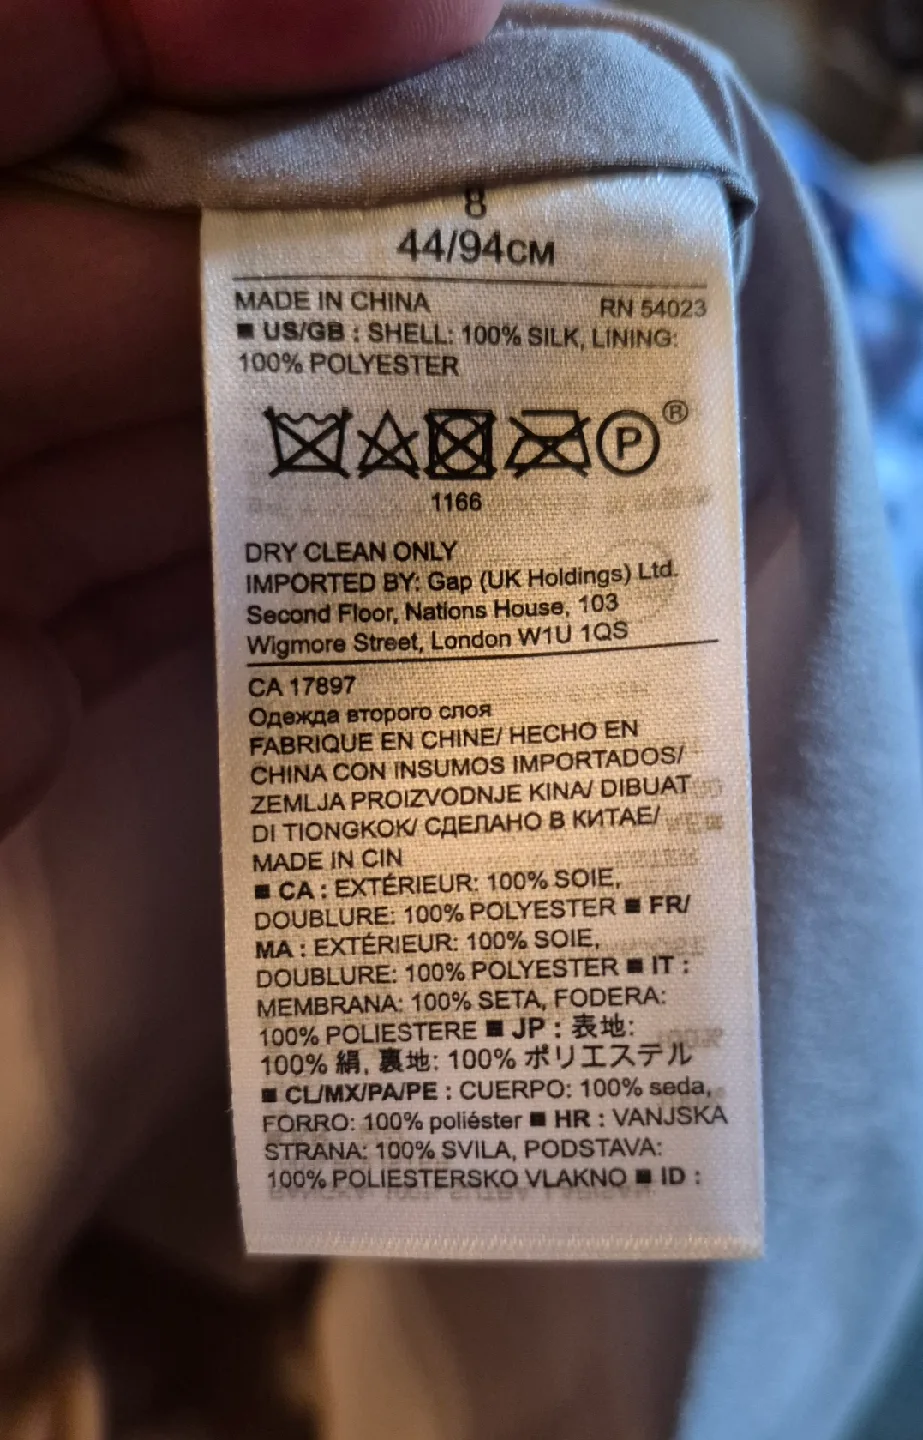 8
44/94CM
MADE IN CHINA RN 54023
■ US/GB : SHELL: 100% SILK, LINING:
100% POLYESTER
P ®
1166
DRY CLEAN ONLY
IMPORTED BY: Gap (UK Holdings) Ltd.
Second Floor, Nations House, 103
Wigmore Street, London W1U 1QS
CA 17897
Одежда второго слоя
FABRIQUE EN CHINE/ HECHO EN
CHINA CON INSUMOS IMPORTADOS/
ZEMLJA PROIZVODNJE KINA/ DIBUAT
DI TIONGKOK/ СДЕЛАНО В КИТАЕ/
MADE IN CIN
■ CA : EXTÉRIEUR: 100% SOIE,
DOUBLURE: 100% POLYESTER ■ FR/
MA : EXTÉRIEUR: 100% SOIE,
DOUBLURE: 100% POLYESTER ■ IT :
MEMBRANA: 100% SETA, FODERA:
100% POLIESTERE ■ JP : 表地:
100% 絹, 裏地: 100% ポリエステル
■ CL/MX/PA/PE : CUERPO: 100% seda,
FORRO: 100% poliéster ■ HR : VANJSKA
STRANA: 100% SVILA, PODSTAVA:
100% POLIESTERSKO VLAKNO ■ ID :